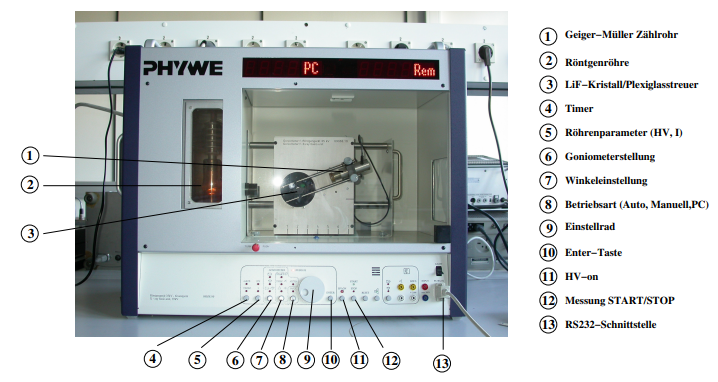 PHYWE
PC Rem
1 Geiger−Müller Zählrohr
2 Röntgenröhre
3 LiF−Kristall/Plexiglasstreuer
4 Timer
5 Röhrenparameter (HV, I)
6 Goniometerstellung
7 Winkeleinstellung
8 Betriebsart (Auto, Manuell,PC)
9 Einstellrad
10 Enter−Taste
11 HV−on
12 Messung START/STOP
13 RS232−Schnittstelle
1
2
3
4 5 6 7 8 9 10 11 12 13